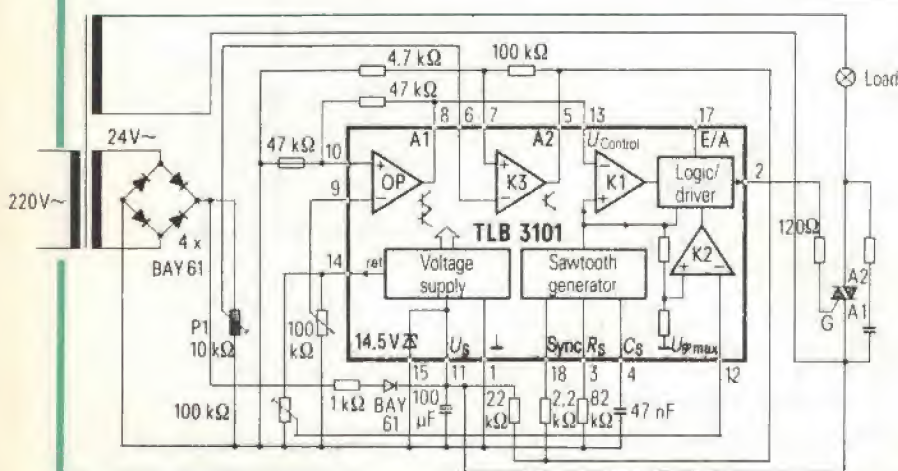 4.7 kΩ
100 kΩ
Load
47 kΩ
8 6 7 5 13 17
47 kΩ
10
A1 A2 UControl E/A
24V~
OP K3 K1 Logic/
driver
2
9
220V~
120Ω
TLB 3101
K2
4 x
BAY 61
14 ref
Voltage
supply
Sawtooth
generator
A2
G A1
P1
10 kΩ
100
kΩ
14.5V US Sync RS CS Uφmax
15 11 1 18 3 4 12
100 kΩ
1kΩ
BAY
61
100
µF
22
kΩ
2.2
kΩ
82
kΩ
47 nF